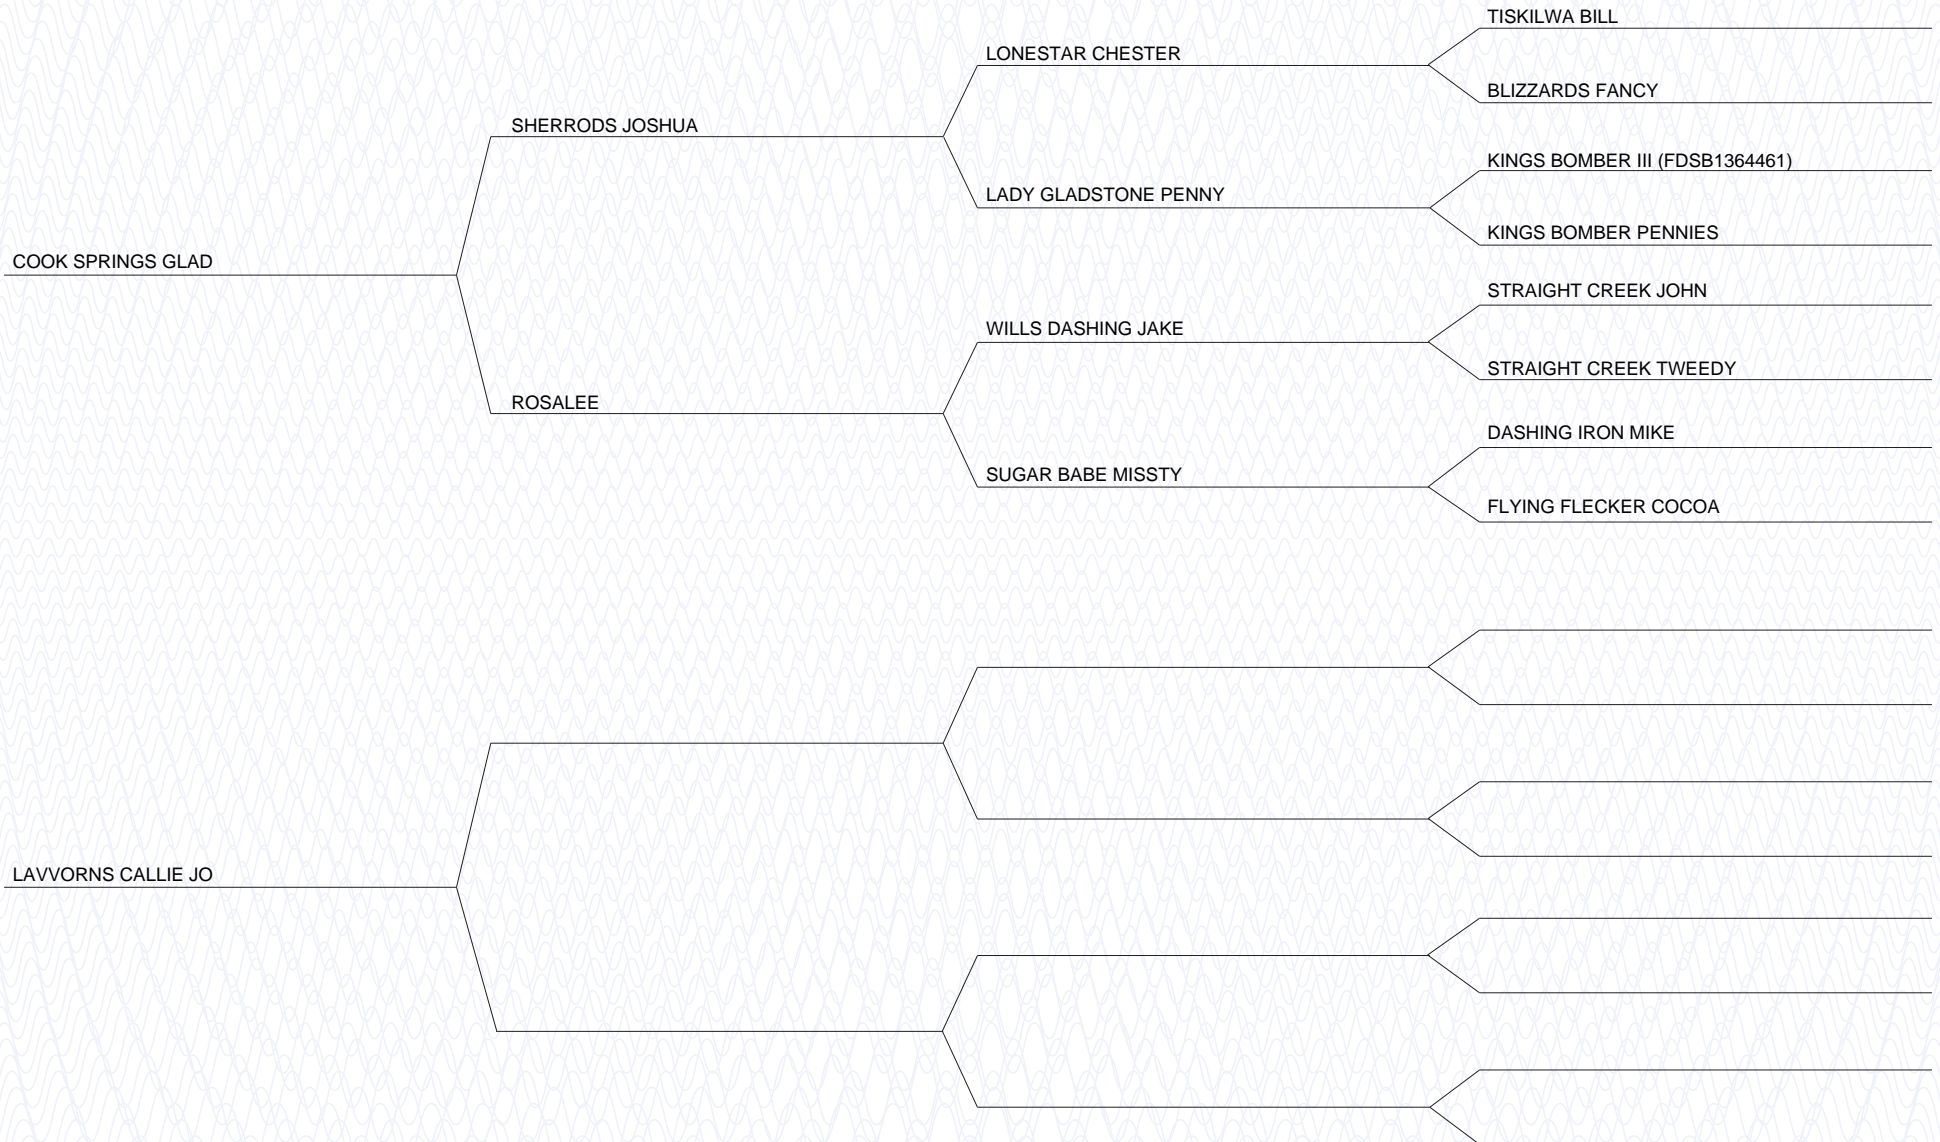 TISKILWA BILL
LONESTAR CHESTER
BLIZZARDS FANCY
SHERRODS JOSHUA
KINGS BOMBER III (FDSB1364461)
LADY GLADSTONE PENNY
KINGS BOMBER PENNIES
COOK SPRINGS GLAD
STRAIGHT CREEK JOHN
WILLS DASHING JAKE
STRAIGHT CREEK TWEEDY
ROSALEE
DASHING IRON MIKE
SUGAR BABE MISSTY
FLYING FLECKER COCOA
LAVVORNS CALLIE JO